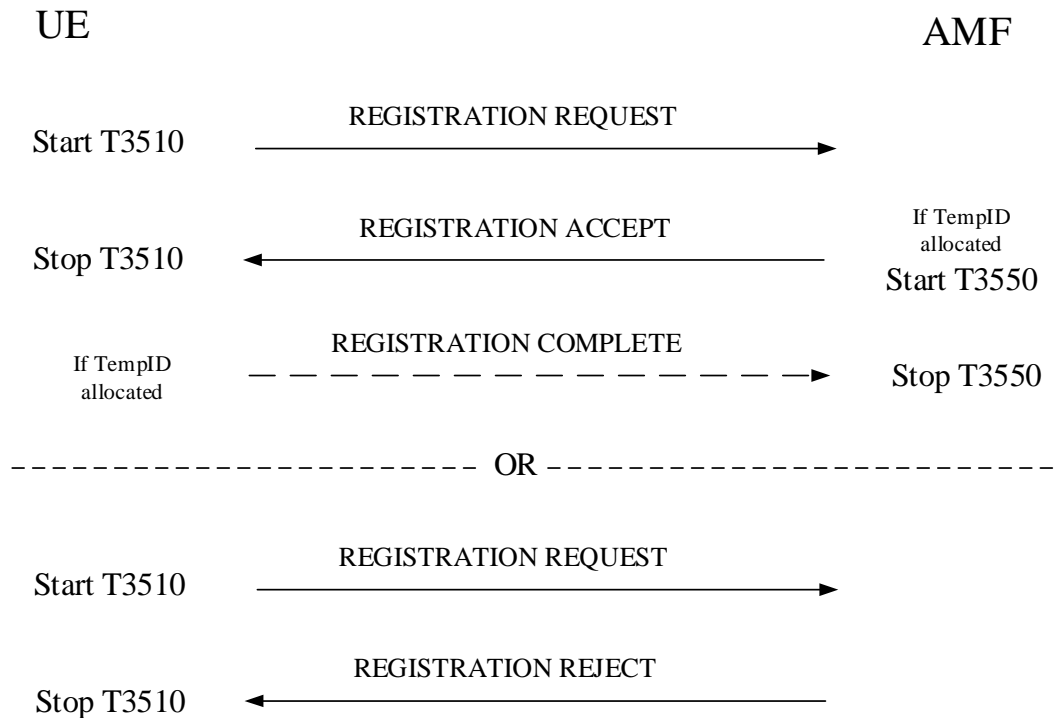 UE
AMF
REGISTRATION REQUEST
Start T3510
REGISTRATION ACCEPT
Stop T3510
If TempID
allocated
Start T3550
REGISTRATION COMPLETE
If TempID
allocated
Stop T3550
OR
REGISTRATION REQUEST
Start T3510
REGISTRATION REJECT
Stop T3510